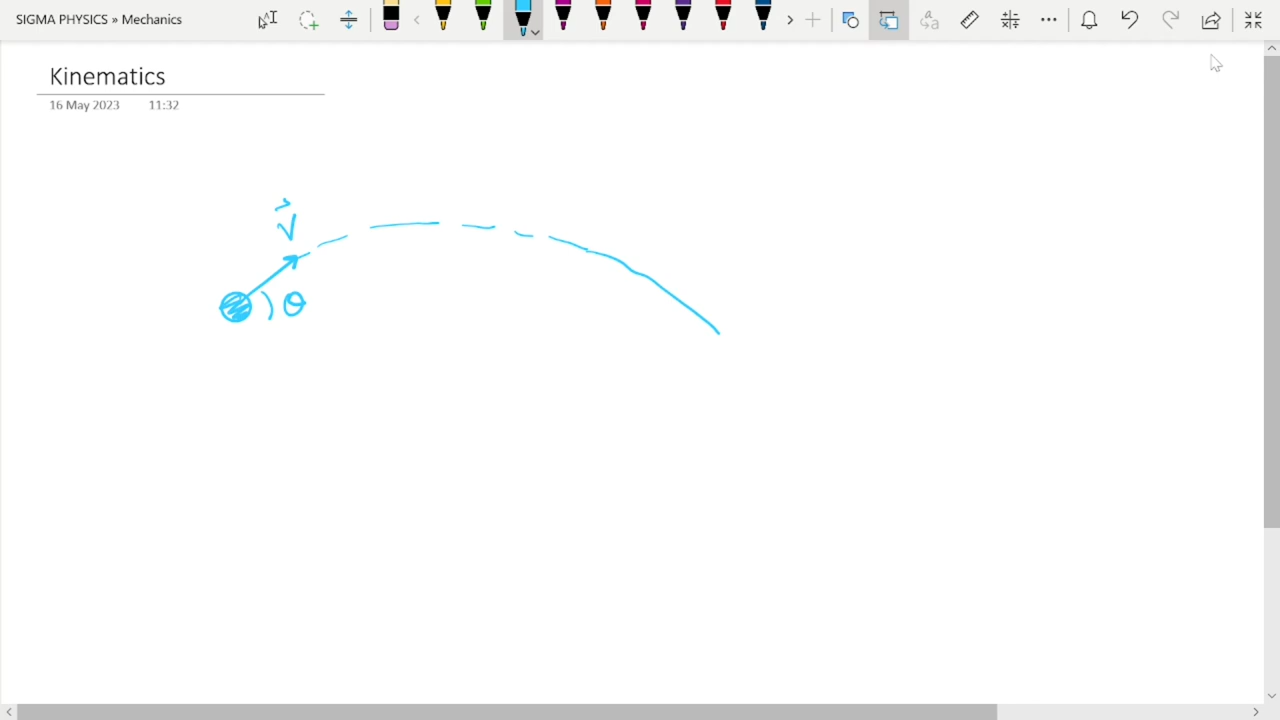 SIGMA PHYSICS » Mechanics
Kinematics
16 May 2023 11:32
v⃗
θ